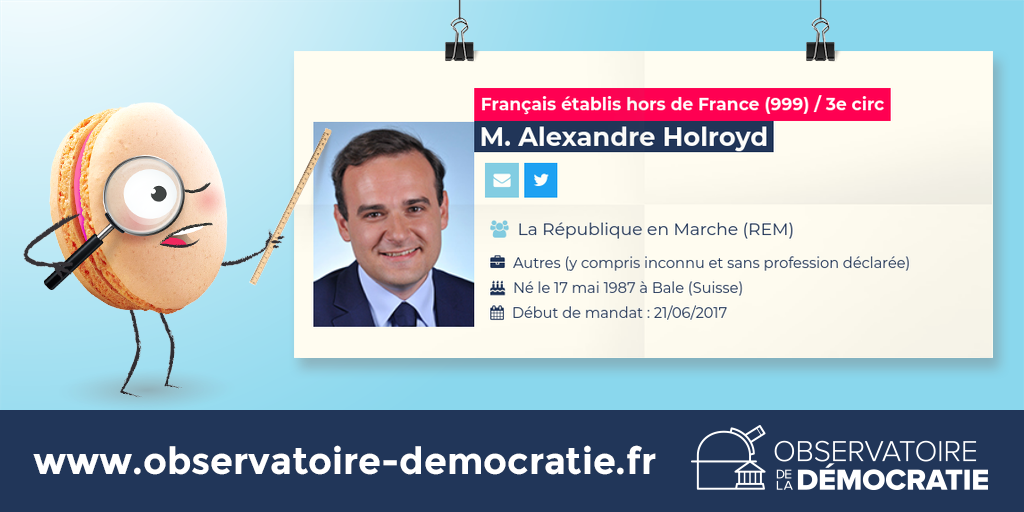 Français établis hors de France (999) / 3e circ
M. Alexandre Holroyd
La République en Marche (REM)
Autres (y compris inconnu et sans profession déclarée)
Né le 17 mai 1987 à Bale (Suisse)
Début de mandat : 21/06/2017
www.observatoire-democratie.fr
OBSERVATOIRE
DE LA DÉMOCRATIE